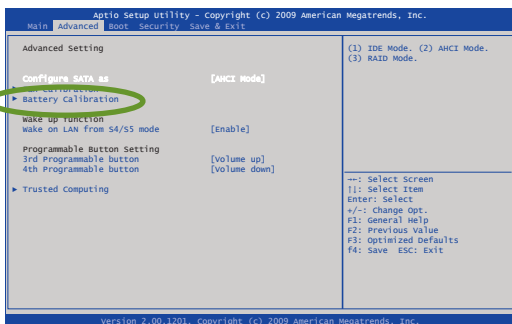 Aptio Setup Utility - Copyright (c) 2009 American Megatrends, Inc.
Main Advanced Boot Security Save & Exit
Advanced Setting
Configure SATA as [AHCI Mode]
Calibration
▶ Battery Calibration
Wake up function
Wake on LAN from S4/S5 mode [Enable]
Programmable Button Setting
3rd Programmable button [Volume up]
4th Programmable button [Volume down]
▶ Trusted Computing
(1) IDE Mode. (2) AHCI Mode.
(3) RAID Mode.
→←: Select Screen
↑↓: Select Item
Enter: Select
+/-: Change Opt.
F1: General Help
F2: Previous Value
F3: Optimized Defaults
f4: Save ESC: Exit
Version 2.00.1201. Copyright (c) 2009 American Megatrends, Inc.